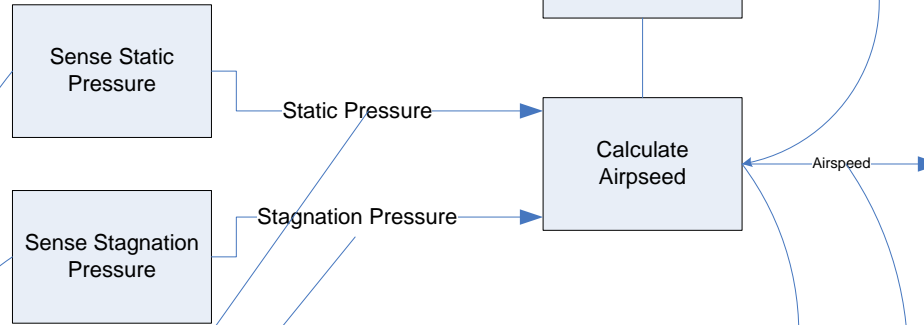 Sense Static
Pressure
Static Pressure
Calculate
Airpseed
Airspeed
Stagnation Pressure
Sense Stagnation
Pressure